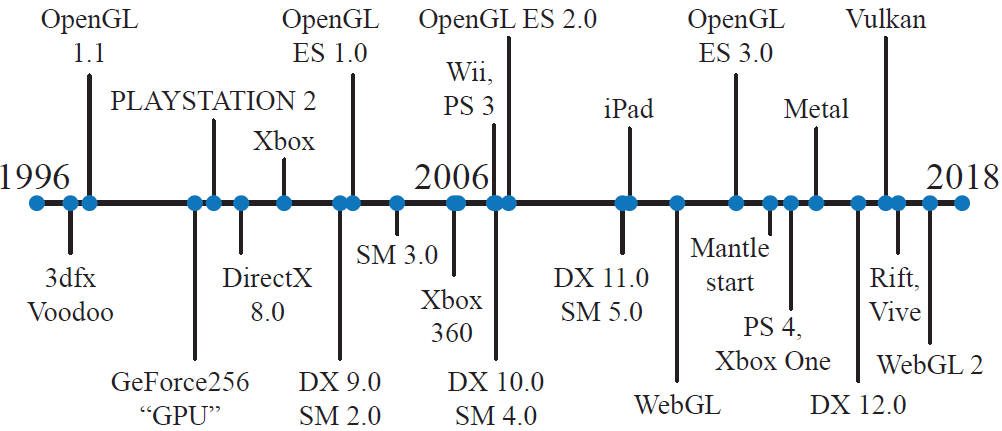 OpenGL
1.1
PLAYSTATION 2
Xbox
OpenGL
ES 1.0
OpenGL ES 2.0
Wii,
PS 3
iPad
OpenGL
ES 3.0
Metal
Vulkan
1996
2006
2018
3dfx
Voodoo
GeForce256
“GPU”
DirectX
8.0
DX 9.0
SM 2.0
SM 3.0
Xbox
360
DX 10.0
SM 4.0
DX 11.0
SM 5.0
WebGL
Mantle
start
PS 4,
Xbox One
DX 12.0
Rift,
Vive
WebGL 2